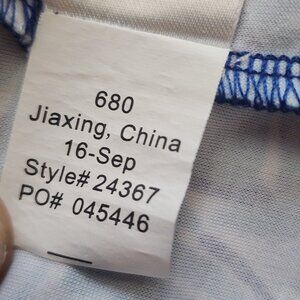 680
Jiaxing, China
16-Sep
Style# 24367
PO# 045446